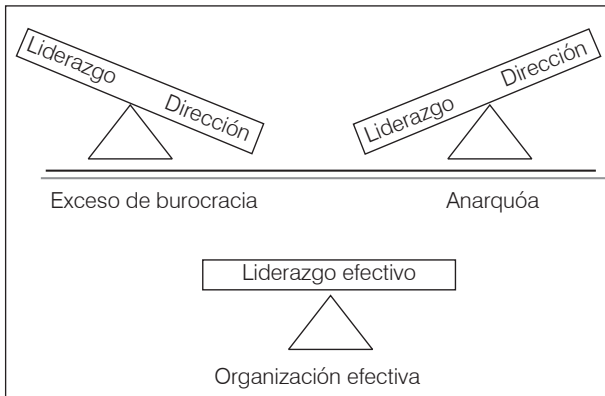 Liderazgo Dirección
Liderazgo Dirección
Exceso de burocracia
Anarquóa
Liderazgo efectivo
Organización efectiva